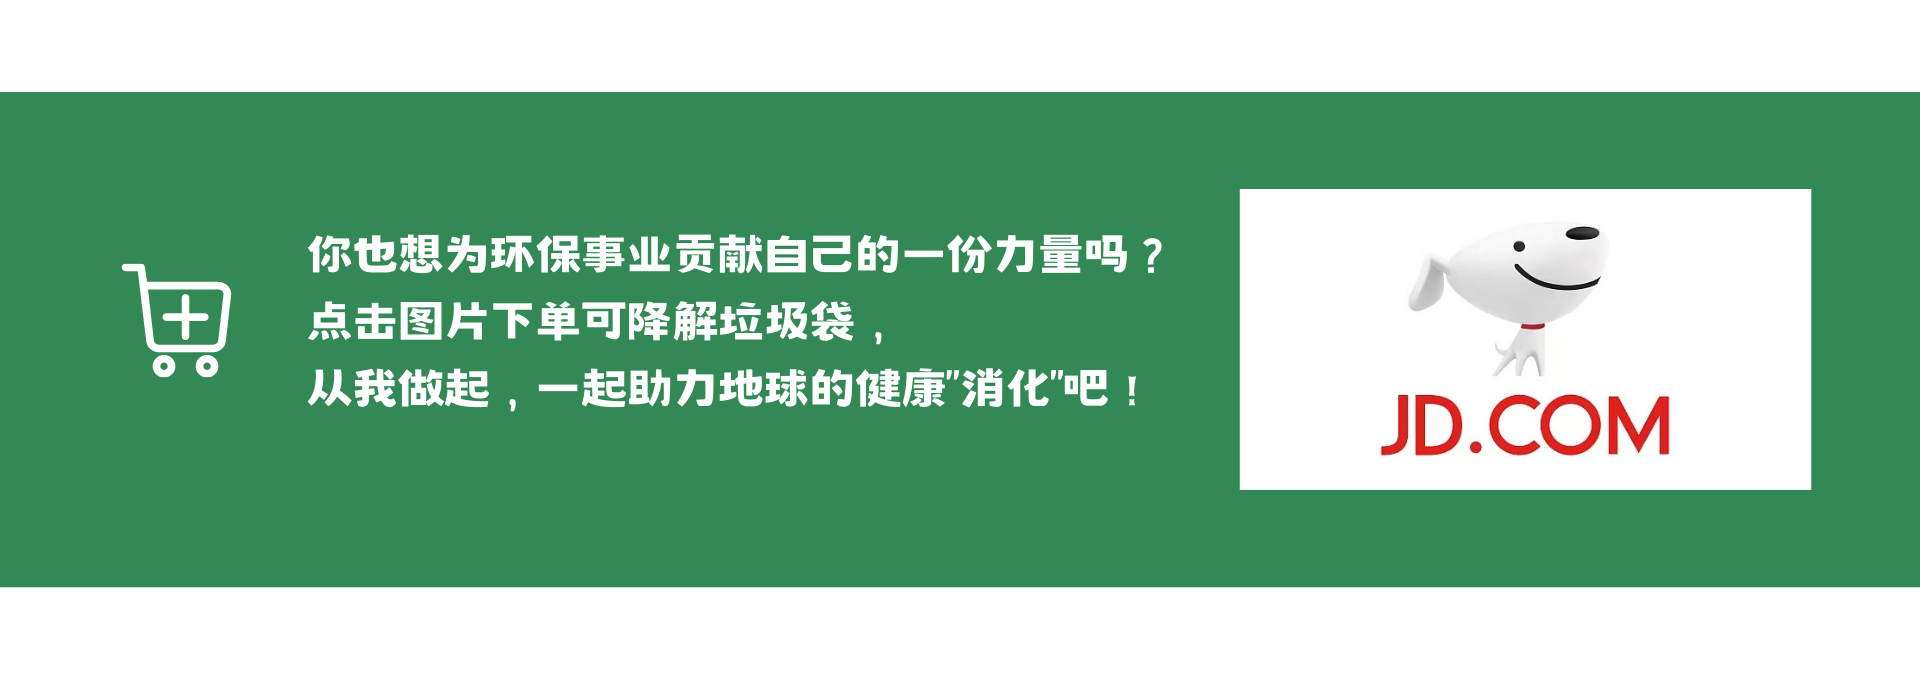 你也想为环保事业贡献自己的一份力量吗？
点击图片下单可降解垃圾袋，
从我做起，一起助力地球的健康"消化"吧！
JD.COM